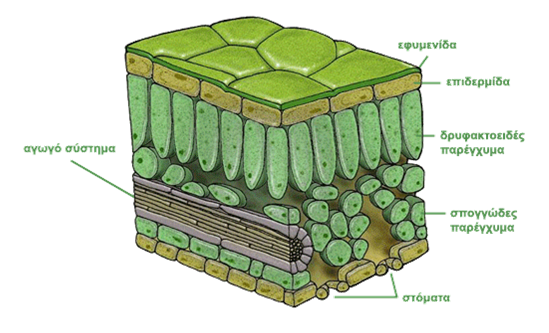 εφυμενίδα
επιδερμίδα
δρυφακτοειδές
παρέγχυμα
αγωγό σύστημα
σπογγώδες
παρέγχυμα
στόματα